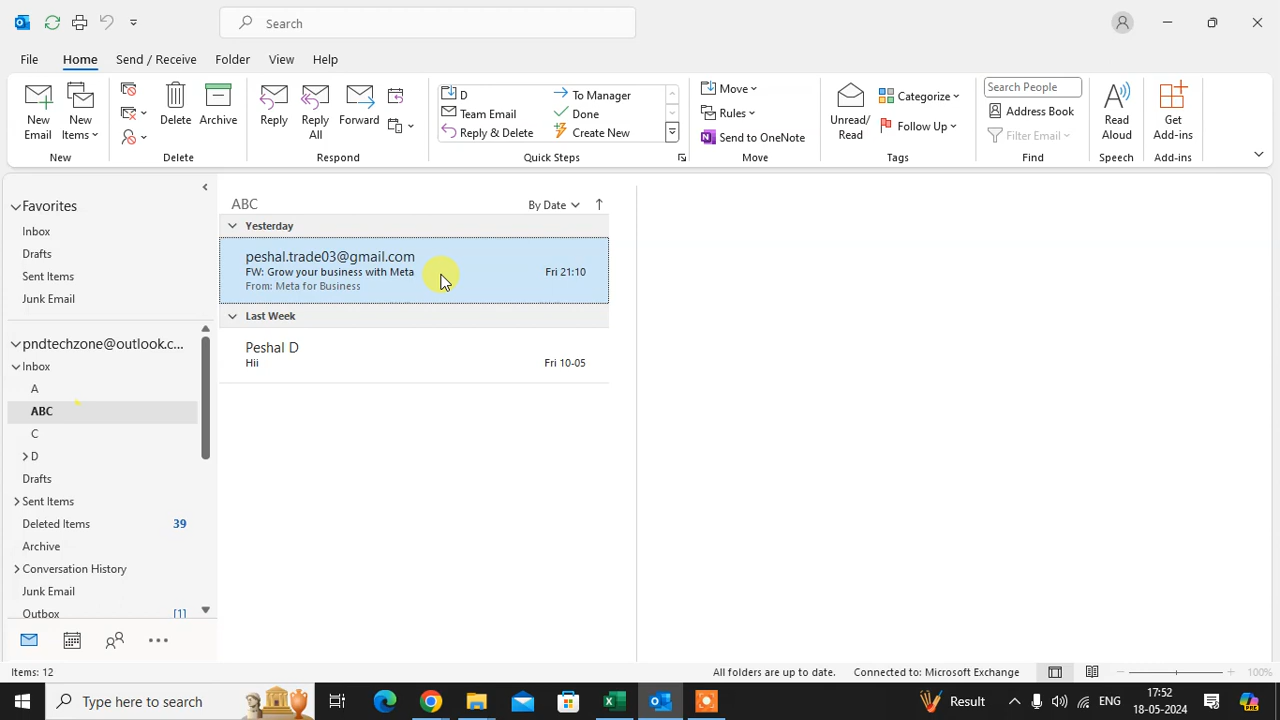 Search
File Home Send / Receive Folder View Help
New Email
New Items
Delete
Archive
Reply
Reply All
Forward
D
Team Email
Reply & Delete
To Manager
Done
Create New
Move
Rules
Send to OneNote
Unread/ Read
Categorize
Follow Up
Search People
Address Book
Filter Email
Read Aloud
Get Add-ins
New Delete Respond Quick Steps Move Tags Find Speech Add-ins
Favorites
Inbox
Drafts
Sent Items
Junk Email
pndtechzone@outlook.c...
Inbox
A
ABC
C
D
Drafts
Sent Items
Deleted Items 39
Archive
Conversation History
Junk Email
Outbox [1]
ABC By Date
Yesterday
peshal.trade03@gmail.com
FW: Grow your business with Meta Fri 21:10
From: Meta for Business
Last Week
Peshal D
Hii Fri 10-05
Items: 12 All folders are up to date. Connected to: Microsoft Exchange 100%
Type here to search Result ENG 17:52
18-05-2024